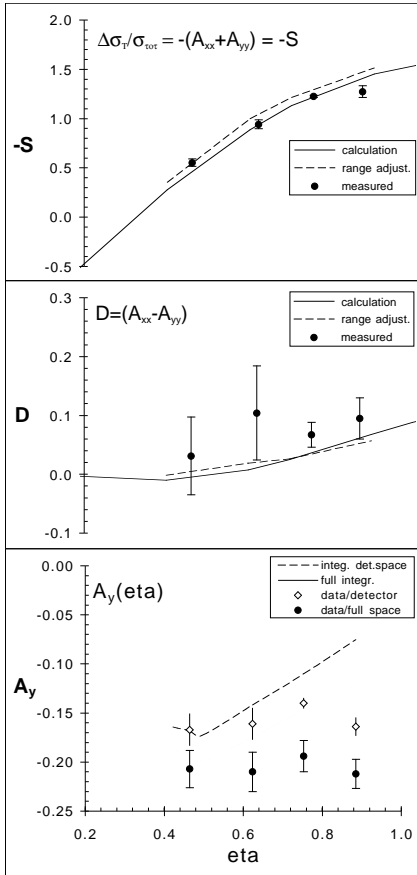 Δσ_T/σ_tot = -(A_xx+A_yy) = -S
2.0
1.5
1.0
0.5
0.0
-0.5
-S
calculation
range adjust.
measured
0.3
0.2
0.1
0.0
-0.1
D
D=(A_xx-A_yy)
calculation
range adjust.
measured
0.00
-0.05
-0.10
-0.15
-0.20
-0.25
A_y
A_y(eta)
integ. det.space
full integr.
data/detector
data/full space
0.2 0.4 0.6 0.8 1.0
eta